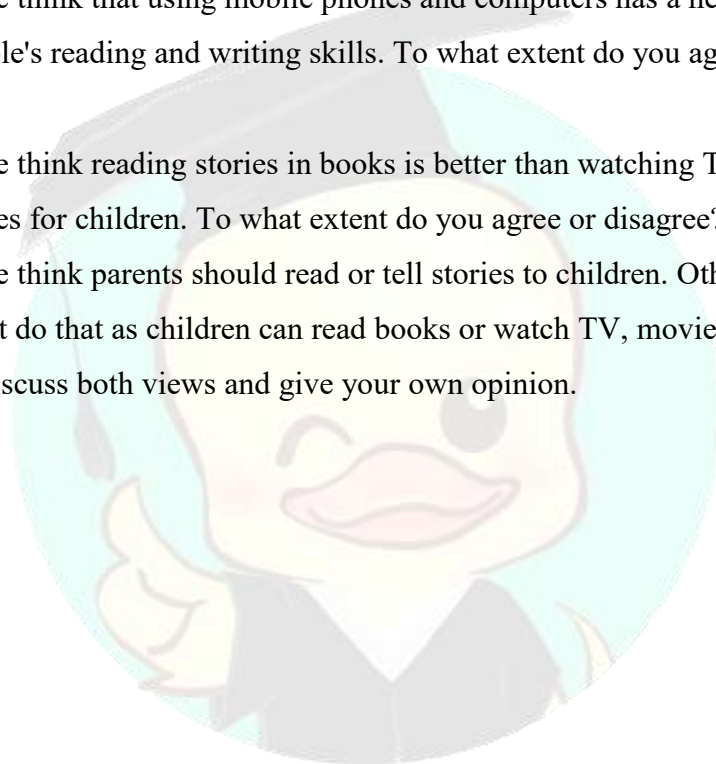 e think that using mobile phones and computers has a ne
le's reading and writing skills. To what extent do you ag
e think reading stories in books is better than watching T
es for children. To what extent do you agree or disagree?
e think parents should read or tell stories to children. Oth
t do that as children can read books or watch TV, movie
scuss both views and give your own opinion.